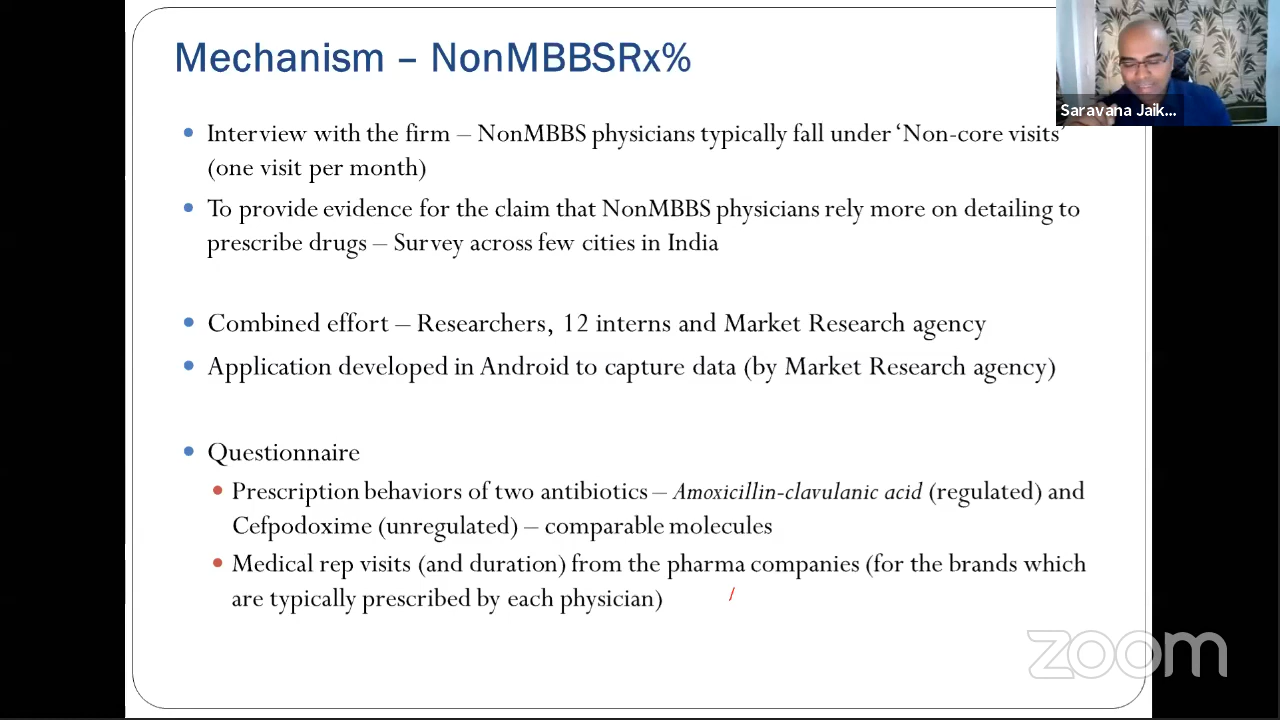 Mechanism – NonMBBSRx%
Saravana Jaik...
• Interview with the firm – NonMBBS physicians typically fall under ‘Non-core visits’
(one visit per month)
• To provide evidence for the claim that NonMBBS physicians rely more on detailing to
prescribe drugs – Survey across few cities in India
• Combined effort – Researchers, 12 interns and Market Research agency
• Application developed in Android to capture data (by Market Research agency)
• Questionnaire
• Prescription behaviors of two antibiotics – Amoxicillin-clavulanic acid (regulated) and
Cefpodoxime (unregulated) – comparable molecules
• Medical rep visits (and duration) from the pharma companies (for the brands which
are typically prescribed by each physician)
zoom